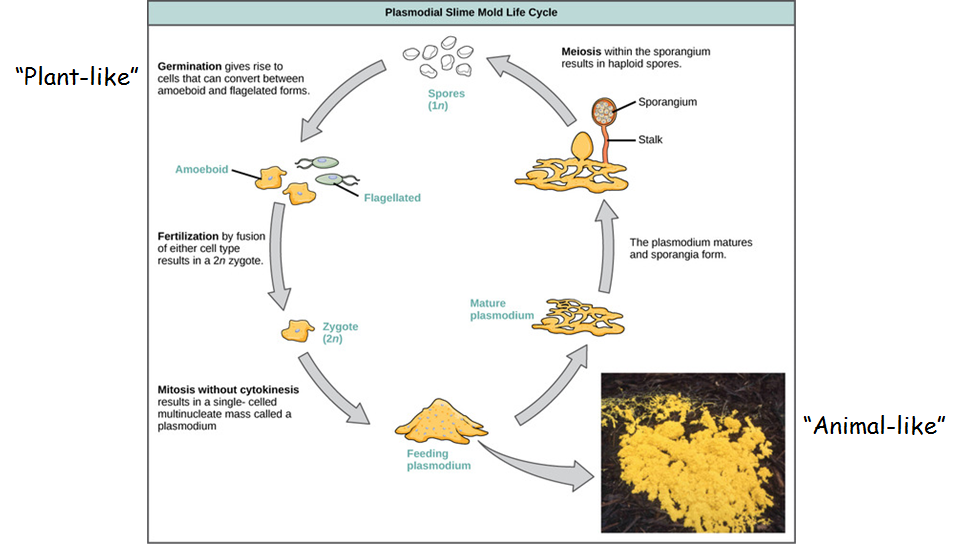 Plasmodial Slime Mold Life Cycle
“Plant-like”
Germination gives rise to
cells that can convert between
amoeboid and flagelated forms.
Spores
(1n)
Meiosis within the sporangium
results in haploid spores.
Sporangium
Stalk
Amoeboid
Flagellated
Fertilization by fusion
of either cell type
results in a 2n zygote.
The plasmodium matures
and sporangia form.
Mature
plasmodium
Zygote
(2n)
Mitosis without cytokinesis
results in a single- celled
multinucleate mass called a
plasmodium
Feeding
plasmodium
“Animal-like”